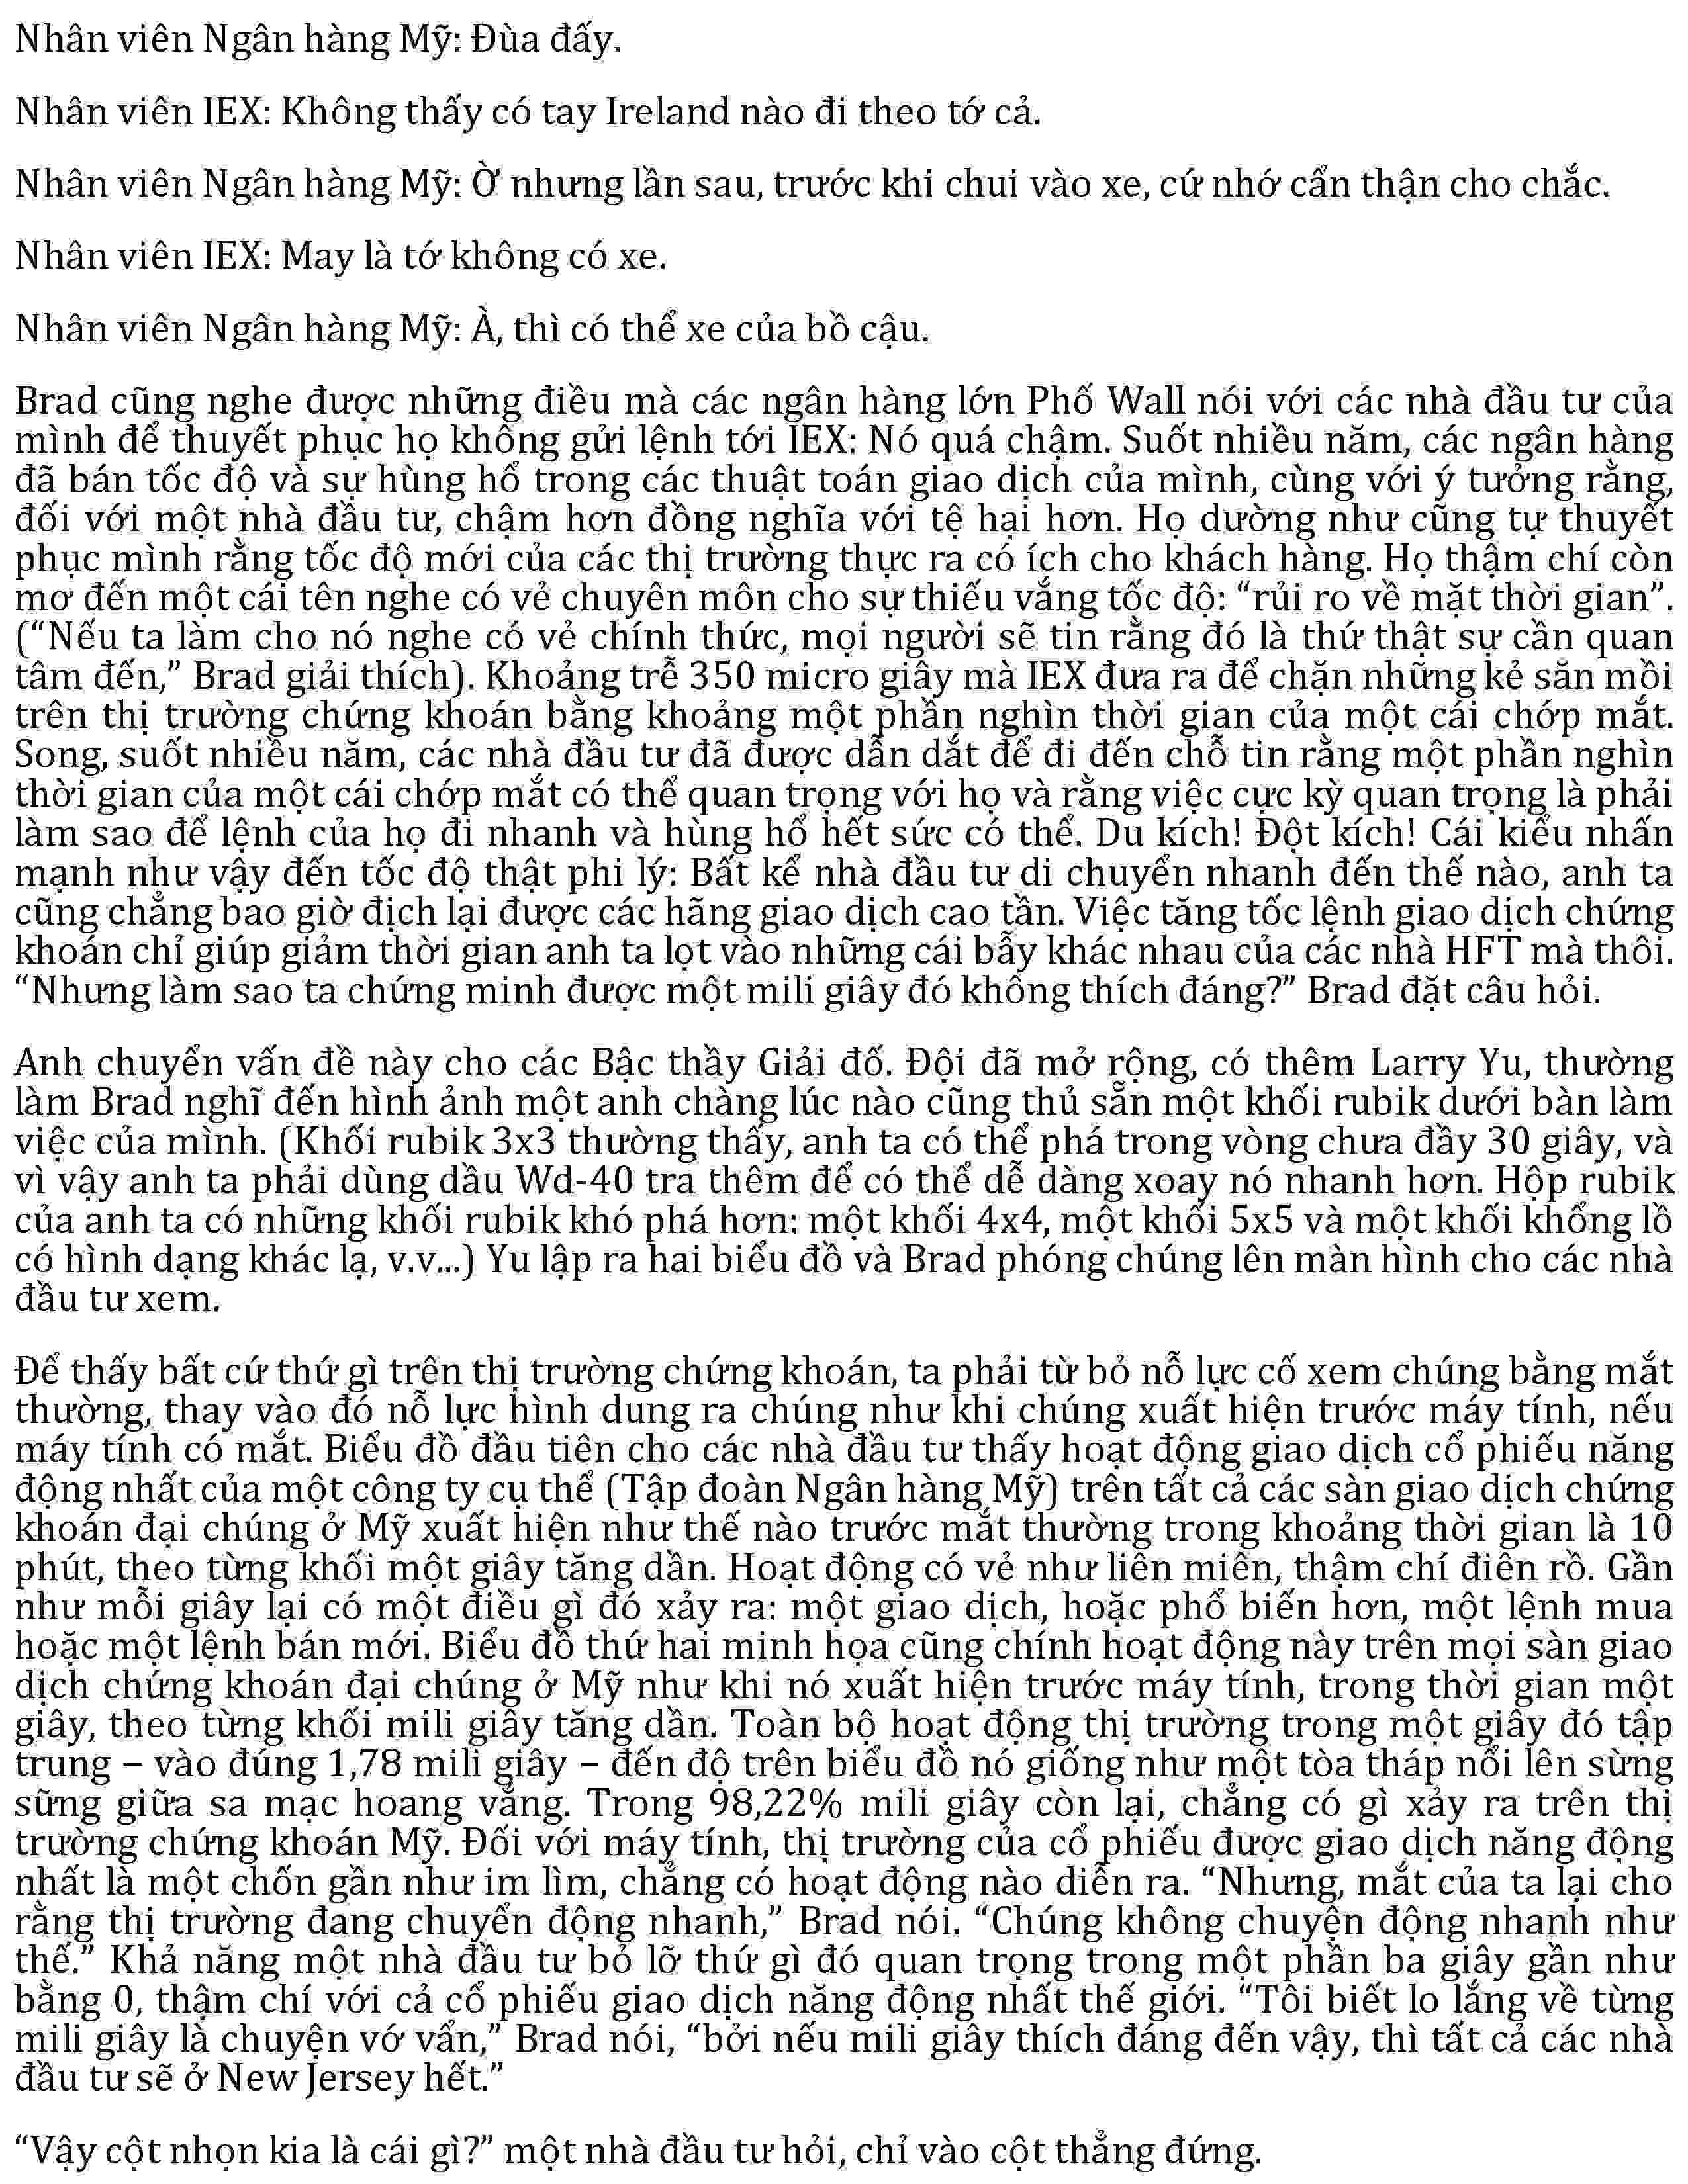 Nhân viên Ngân hàng Mỹ: Đùa đấy.
Nhân viên IEX: Không thấy có tay Ireland nào đi theo tớ cả.
Nhân viên Ngân hàng Mỹ: Ờ nhưng lần sau, trước khi chui vào xe, cứ nhớ cẩn thận cho chắc.
Nhân viên IEX: May là tớ không có xe.
Nhân viên Ngân hàng Mỹ: À, thì có thể xe của bồ cậu.
Brad cũng nghe được những điều mà các ngân hàng lớn Phố Wall nói với các nhà đầu tư của
mình để thuyết phục họ không gửi lệnh tới IEX: Nó quá chậm. Suốt nhiều năm, các ngân hàng
đã bán tốc độ và sự hùng hổ trong các thuật toán giao dịch của mình, cùng với ý tưởng rằng,
đối với một nhà đầu tư, chậm hơn đồng nghĩa với tệ hại hơn. Họ dường như cũng tự thuyết
phục mình rằng tốc độ mới của các thị trường thực ra có ích cho khách hàng. Họ thậm chí còn
mơ đến một cái tên nghe có vẻ chuyên môn cho sự thiếu vắng tốc độ: “rủi ro về mặt thời gian”.
(“Nếu ta làm cho nó nghe có vẻ chính thức, mọi người sẽ tin rằng đó là thứ thật sự cần quan
tâm đến,” Brad giải thích). Khoảng trễ 350 micro giây mà IEX đưa ra để chặn những kẻ săn mồi
trên thị trường chứng khoán bằng khoảng một phần nghìn thời gian của một cái chớp mắt.
Song, suốt nhiều năm, các nhà đầu tư đã được dẫn dắt để đi đến chỗ tin rằng một phần nghìn
thời gian của một cái chớp mắt có thể quan trọng với họ và rằng việc cực kỳ quan trọng là phải
làm sao để lệnh của họ đi nhanh và hùng hổ hết sức có thể. Du kích! Đột kích! Cái kiểu nhấn
mạnh như vậy đến tốc độ thật phi lý: Bất kể nhà đầu tư di chuyển nhanh đến thế nào, anh ta
cũng chẳng bao giờ địch lại được các hãng giao dịch cao tần. Việc tăng tốc lệnh giao dịch chứng
khoán chỉ giúp giảm thời gian anh ta lọt vào những cái bẫy khác nhau của các nhà HFT mà thôi.
“Nhưng làm sao ta chứng minh được một mili giây đó không thích đáng?” Brad đặt câu hỏi.
Anh chuyển vấn đề này cho các Bậc thầy Giải đố. Đội đã mở rộng, có thêm Larry Yu, thường
làm Brad nghĩ đến hình ảnh một anh chàng lúc nào cũng thủ sẵn một khối rubik dưới bàn làm
việc của mình. (Khối rubik 3x3 thường thấy, anh ta có thể phá trong vòng chưa đầy 30 giây, và
vì vậy anh ta phải dùng dầu Wd-40 tra thêm để có thể dễ dàng xoay nó nhanh hơn. Hộp rubik
của anh ta có những khối rubik khó phá hơn: một khối 4x4, một khối 5x5 và một khối khổng lồ
có hình dạng khác lạ, v.v...) Yu lập ra hai biểu đồ và Brad phóng chúng lên màn hình cho các nhà
đầu tư xem.
Để thấy bất cứ thứ gì trên thị trường chứng khoán, ta phải từ bỏ nỗ lực cố xem chúng bằng mắt
thường, thay vào đó nỗ lực hình dung ra chúng như khi chúng xuất hiện trước máy tính, nếu
máy tính có mắt. Biểu đồ đầu tiên cho các nhà đầu tư thấy hoạt động giao dịch cổ phiếu năng
động nhất của một công ty cụ thể (Tập đoàn Ngân hàng Mỹ) trên tất cả các sàn giao dịch chứng
khoán đại chúng ở Mỹ xuất hiện như thế nào trước mắt thường trong khoảng thời gian là 10
phút, theo từng khối một giây tăng dần. Hoạt động có vẻ như liên miên, thậm chí điên rồ. Gần
như mỗi giây lại có một điều gì đó xảy ra: một giao dịch, hoặc phổ biến hơn, một lệnh mua
hoặc một lệnh bán mới. Biểu đồ thứ hai minh họa cũng chính hoạt động này trên mọi sàn giao
dịch chứng khoán đại chúng ở Mỹ như khi nó xuất hiện trước máy tính, trong thời gian một
giây, theo từng khối mili giây tăng dần. Toàn bộ hoạt động thị trường trong một giây đó tập
trung – vào đúng 1,78 mili giây – đến độ trên biểu đồ nó giống như một tòa tháp nổi lên sừng
sững giữa sa mạc hoang vắng. Trong 98,22% mili giây còn lại, chẳng có gì xảy ra trên thị
trường chứng khoán Mỹ. Đối với máy tính, thị trường của cổ phiếu được giao dịch năng động
nhất là một chốn gần như im lìm, chẳng có hoạt động nào diễn ra. “Nhưng, mắt của ta lại cho
rằng thị trường đang chuyển động nhanh,” Brad nói. “Chúng không chuyện động nhanh như
thế.” Khả năng một nhà đầu tư bỏ lỡ thứ gì đó quan trọng trong một phần ba giây gần như
bằng 0, thậm chí với cả cổ phiếu giao dịch năng động nhất thế giới. “Tôi biết lo lắng về từng
mili giây là chuyện vớ vẩn,” Brad nói, “bởi nếu mili giây thích đáng đến vậy, thì tất cả các nhà
đầu tư sẽ ở New Jersey hết.”
“Vậy cột nhọn kia là cái gì?” một nhà đầu tư hỏi, chỉ vào cột thẳng đứng.